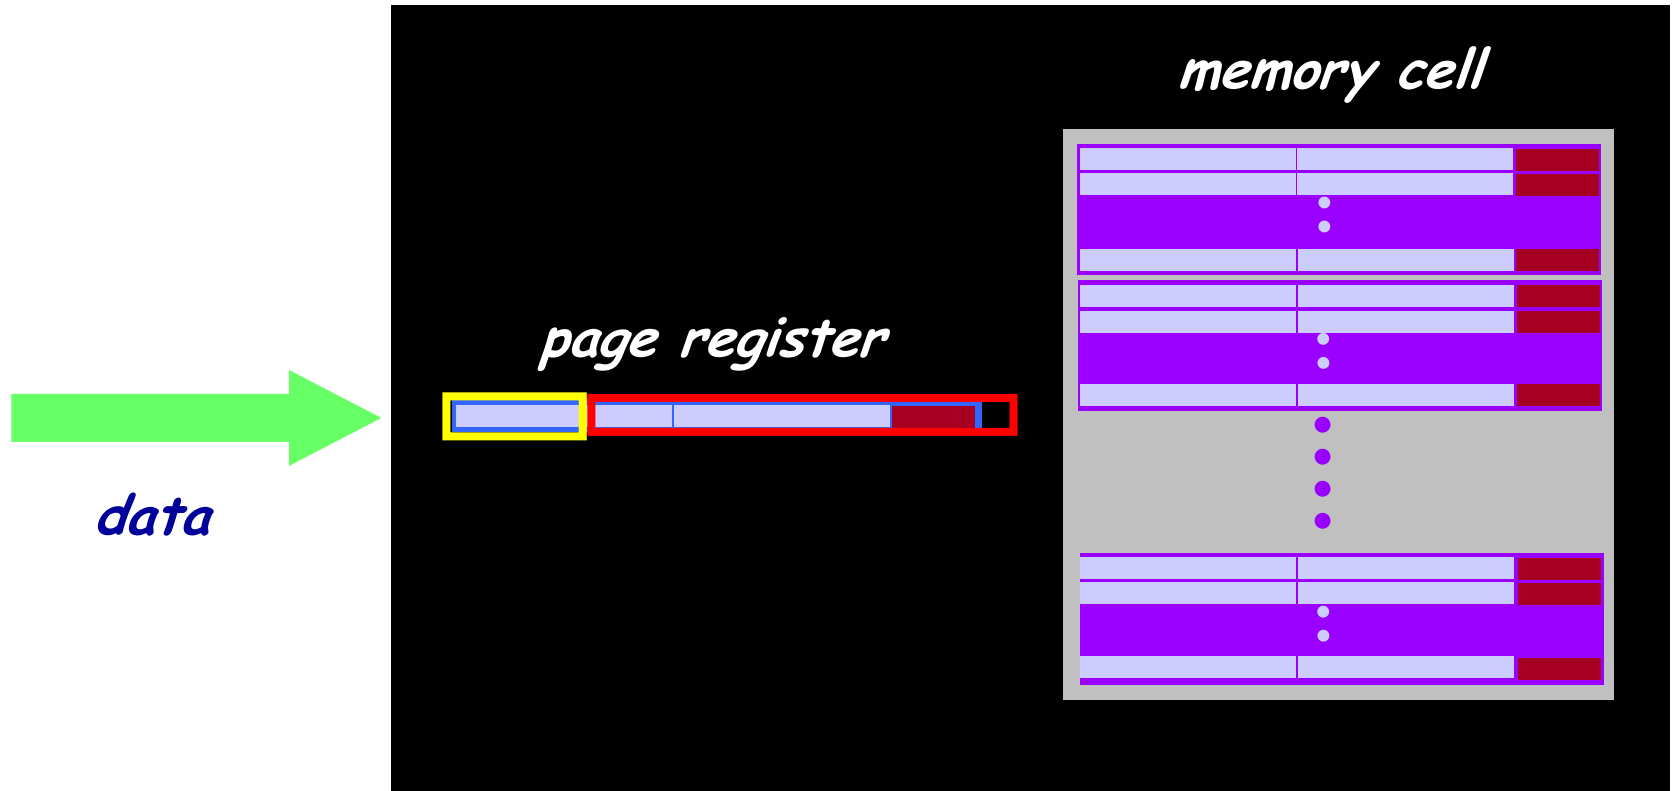 memory cell
page register
data